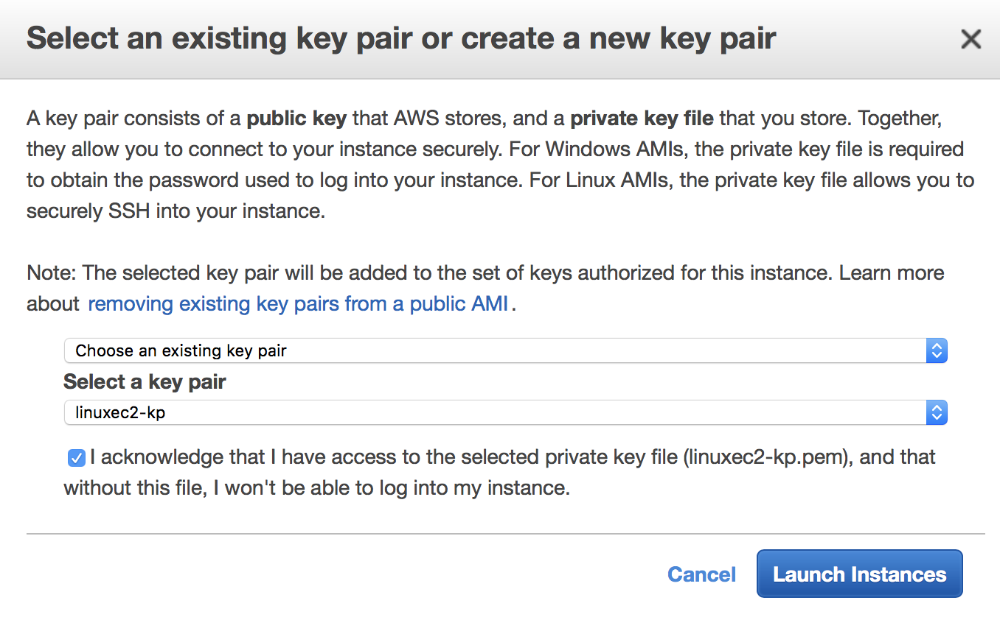 Select an existing key pair or create a new key pair
A key pair consists of a public key that AWS stores, and a private key file that you store. Together,
they allow you to connect to your instance securely. For Windows AMIs, the private key file is required
to obtain the password used to log into your instance. For Linux AMIs, the private key file allows you to
securely SSH into your instance.
Note: The selected key pair will be added to the set of keys authorized for this instance. Learn more
about removing existing key pairs from a public AMI.
Choose an existing key pair
Select a key pair
linuxec2-kp
I acknowledge that I have access to the selected private key file (linuxec2-kp.pem), and that
without this file, I won't be able to log into my instance.
Cancel Launch Instances